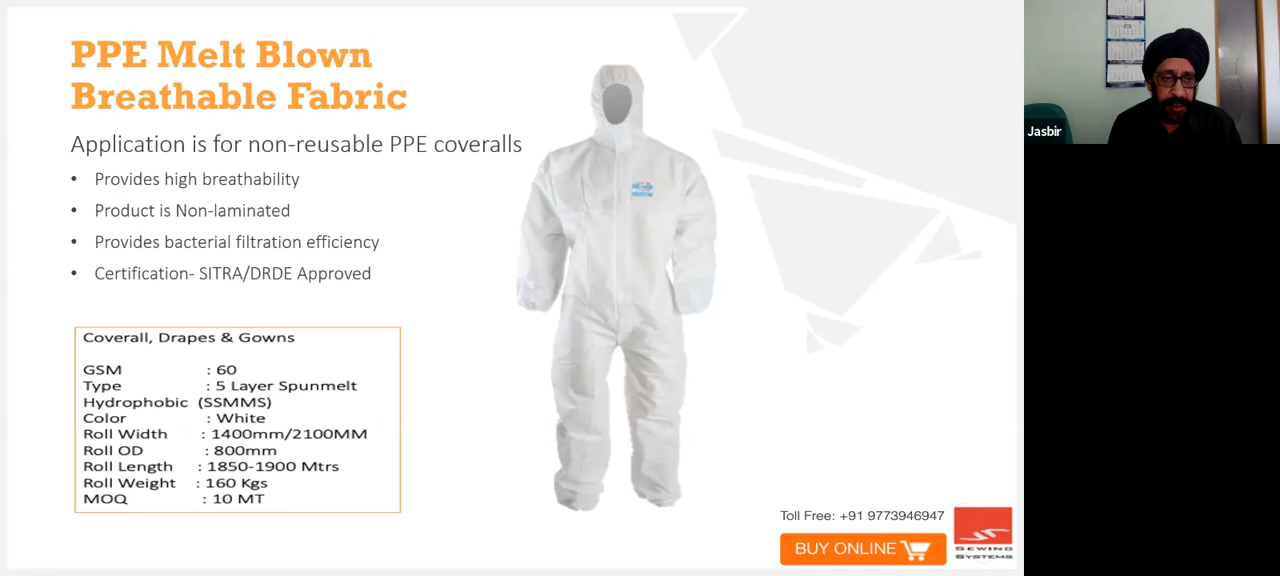 PPE Melt Blown
Breathable Fabric
Application is for non-reusable PPE coveralls
• Provides high breathability
• Product is Non-laminated
• Provides bacterial filtration efficiency
• Certification- SITRA/DRDE Approved
Coverall, Drapes & Gowns
GSM : 60
Type : 5 Layer Spunmelt
Hydrophobic (SSMMS)
Color : White
Roll Width : 1400mm/2100MM
Roll OD : 800mm
Roll Length : 1850-1900 Mtrs
Roll Weight : 160 Kgs
MOQ : 10 MT
Toll Free: +91 9773946947
BUY ONLINE
SEWING
SYSTEMS
Jasbir